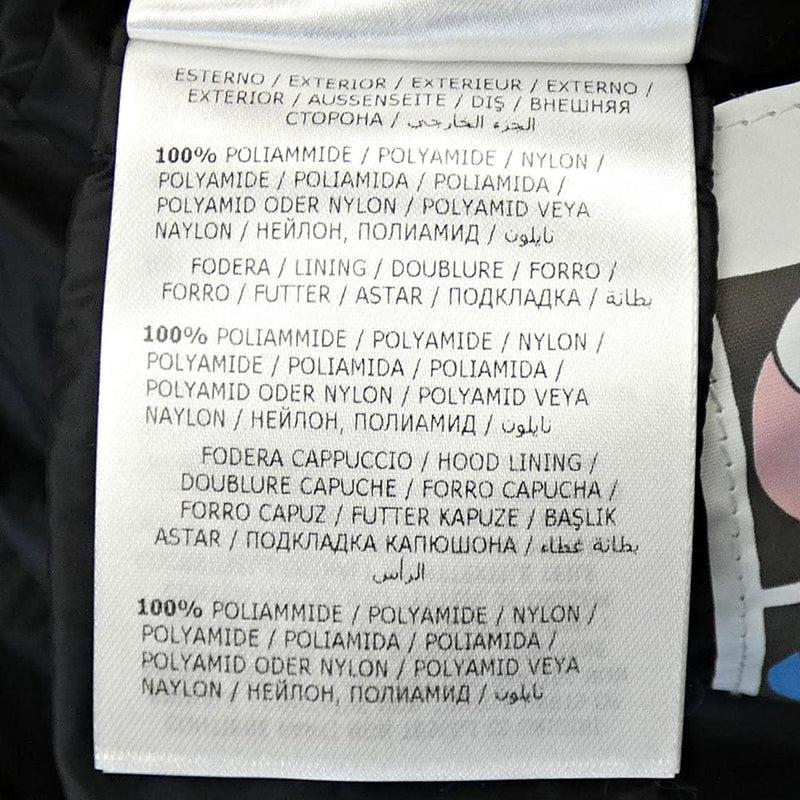 ESTERNO / EXTERIOR / EXTERIEUR / EXTERNO /
EXTERIOR / AUSSENSEITE / DIŞ / ВНЕШНЯЯ
СТОРОНА / الجزء الخارجي
100% POLIAMMIDE / POLYAMIDE / NYLON /
POLYAMIDE / POLIAMIDA / POLIAMIDA /
POLYAMID ODER NYLON / POLYAMID VEYA
NAYLON / НЕЙЛОН, ПОЛИАМИД / نايلون
FODERA / LINING / DOUBLURE / FORRO /
FORRO / FUTTER / ASTAR / ПОДКЛАДКА / بطانة
100% POLIAMMIDE / POLYAMIDE / NYLON /
POLYAMIDE / POLIAMIDA / POLIAMIDA /
POLYAMID ODER NYLON / POLYAMID VEYA
NAYLON / НЕЙЛОН, ПОЛИАМИД / نايلون
FODERA CAPPUCCIO / HOOD LINING /
DOUBLURE CAPUCHE / FORRO CAPUCHA /
FORRO CAPUZ / FUTTER KAPUZE / BAŞLIK
ASTAR / ПОДКЛАДКА КАПЮШОНА / بطانة غطاء
الرأس
100% POLIAMMIDE / POLYAMIDE / NYLON /
POLYAMIDE / POLIAMIDA / POLIAMIDA /
POLYAMID ODER NYLON / POLYAMID VEYA
NAYLON / НЕЙЛОН, ПОЛИАМИД / نايلون